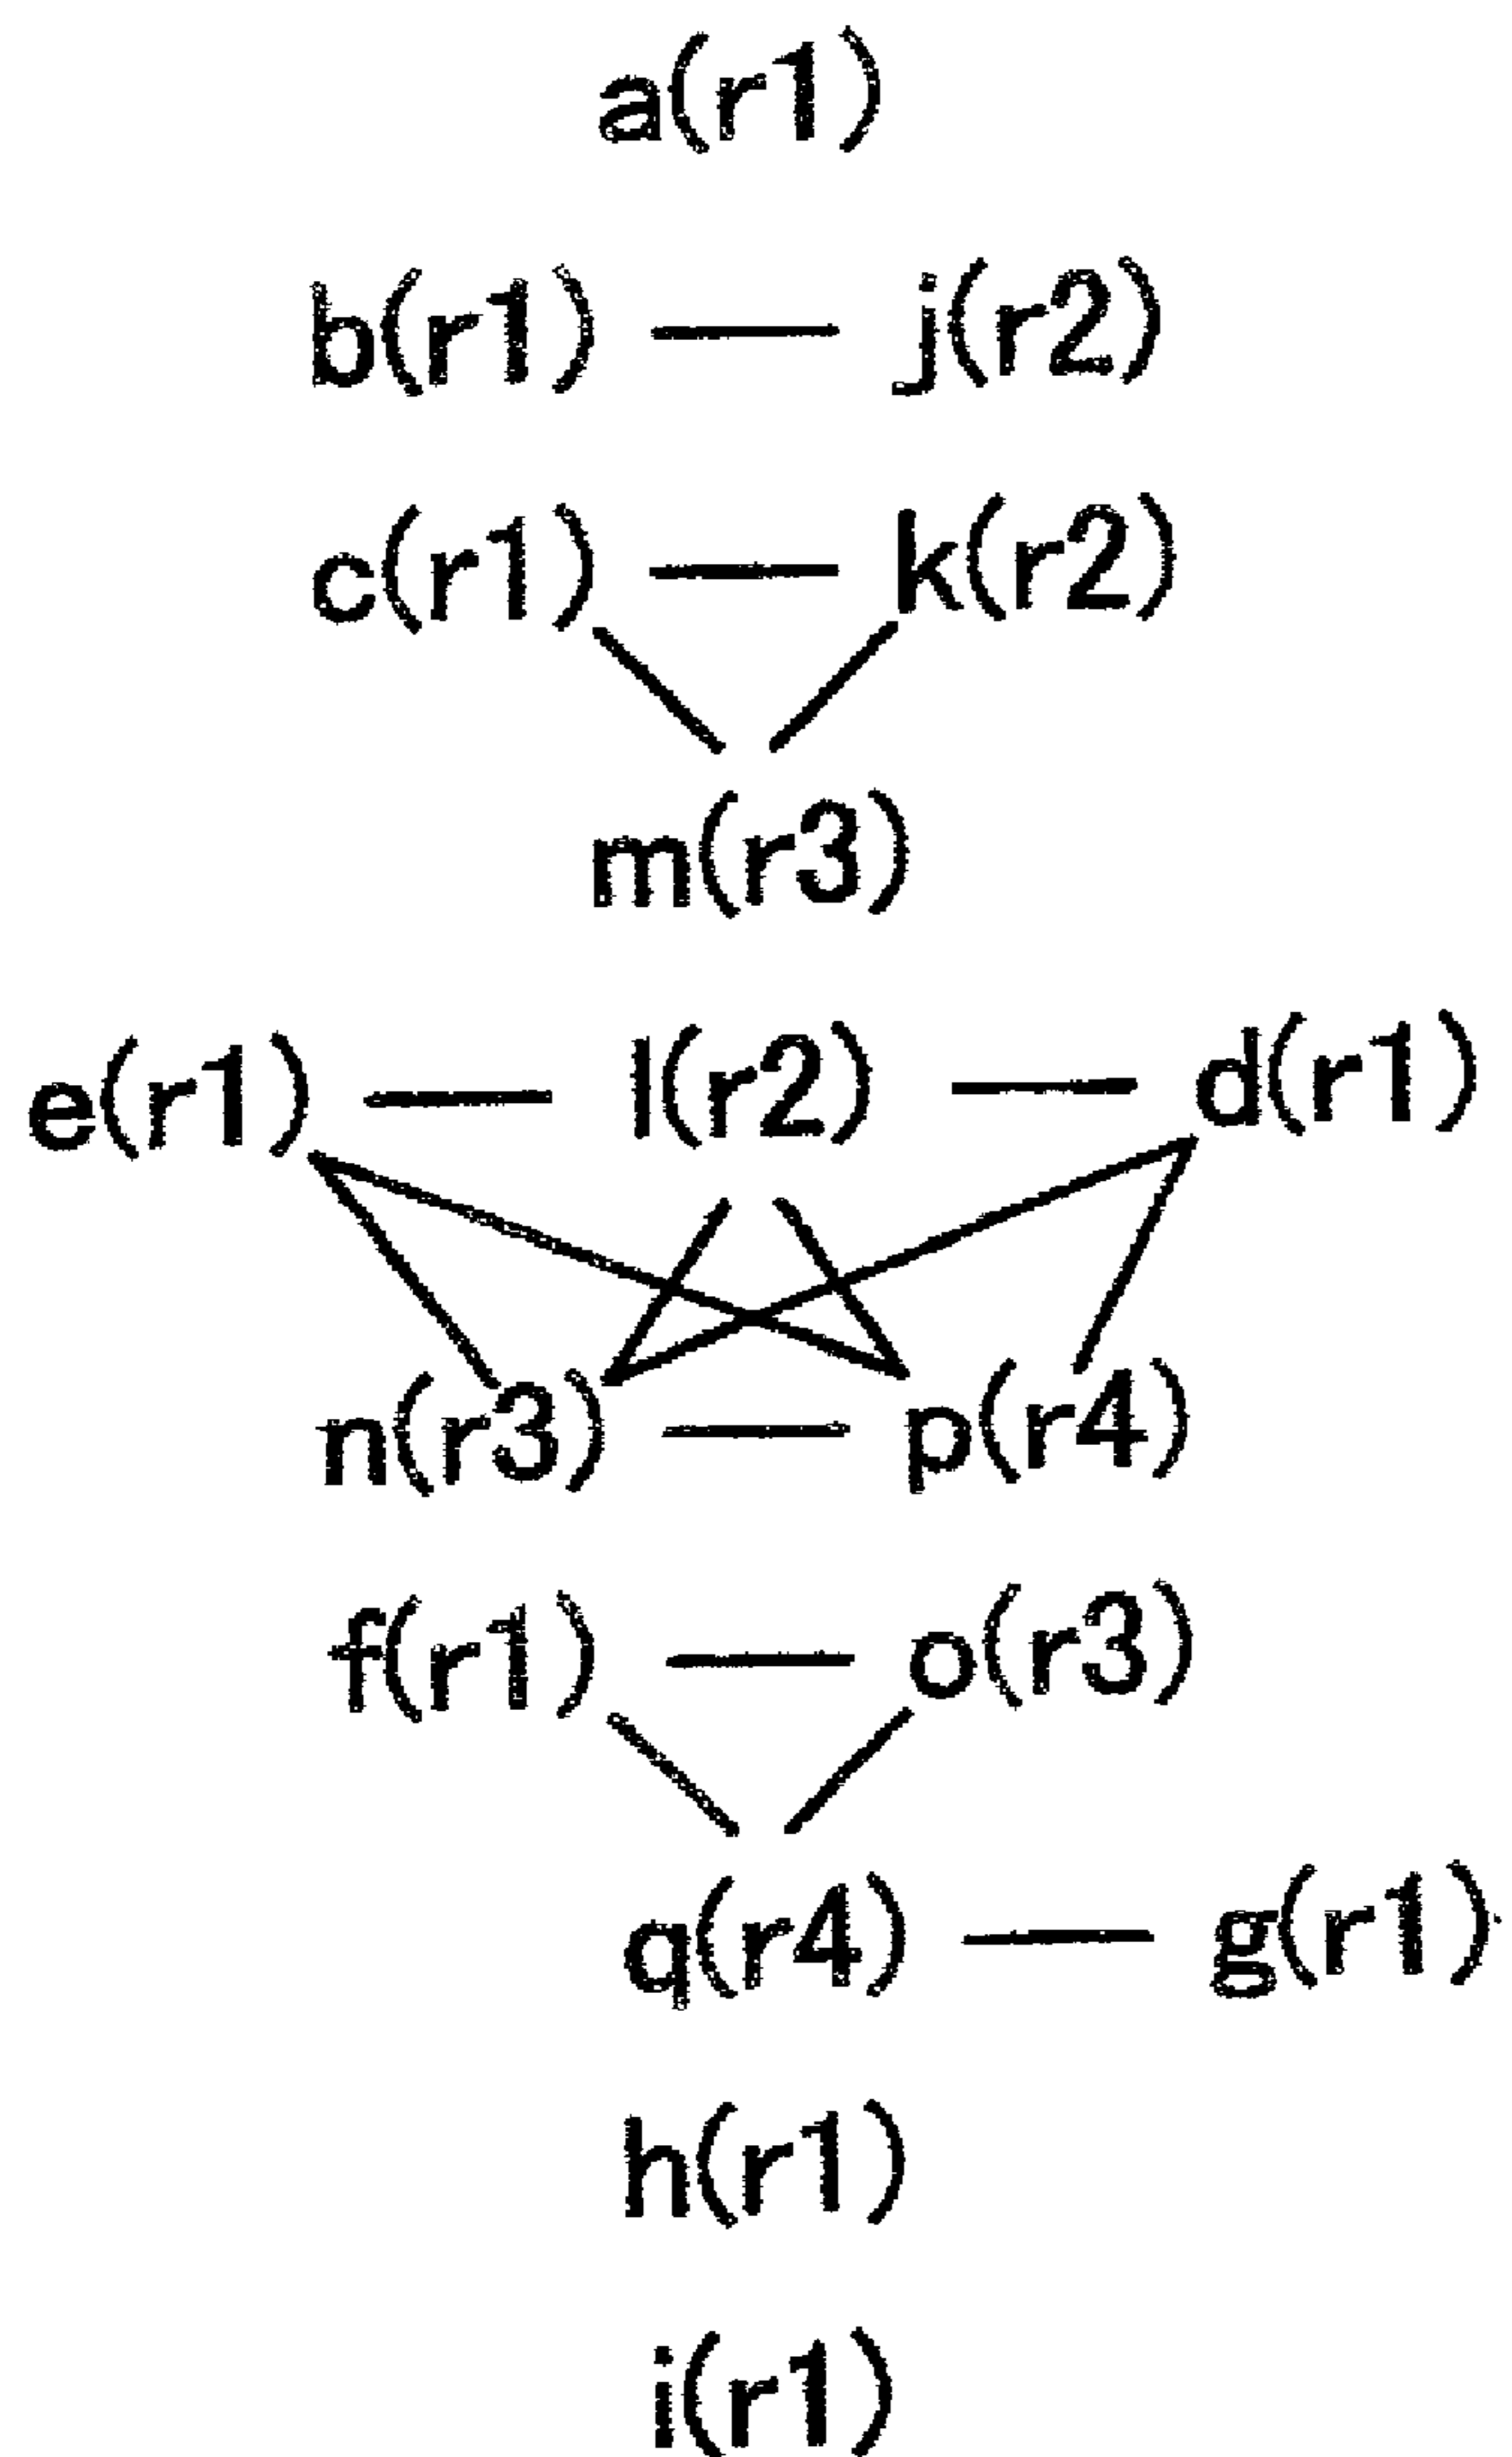 a(r1)
b(r1) j(r2)
c(r1) k(r2)
m(r3)
e(r1) l(r2) d(r1)
n(r3) p(r4)
f(r1) o(r3)
q(r4) g(r1)
h(r1)
i(r1)